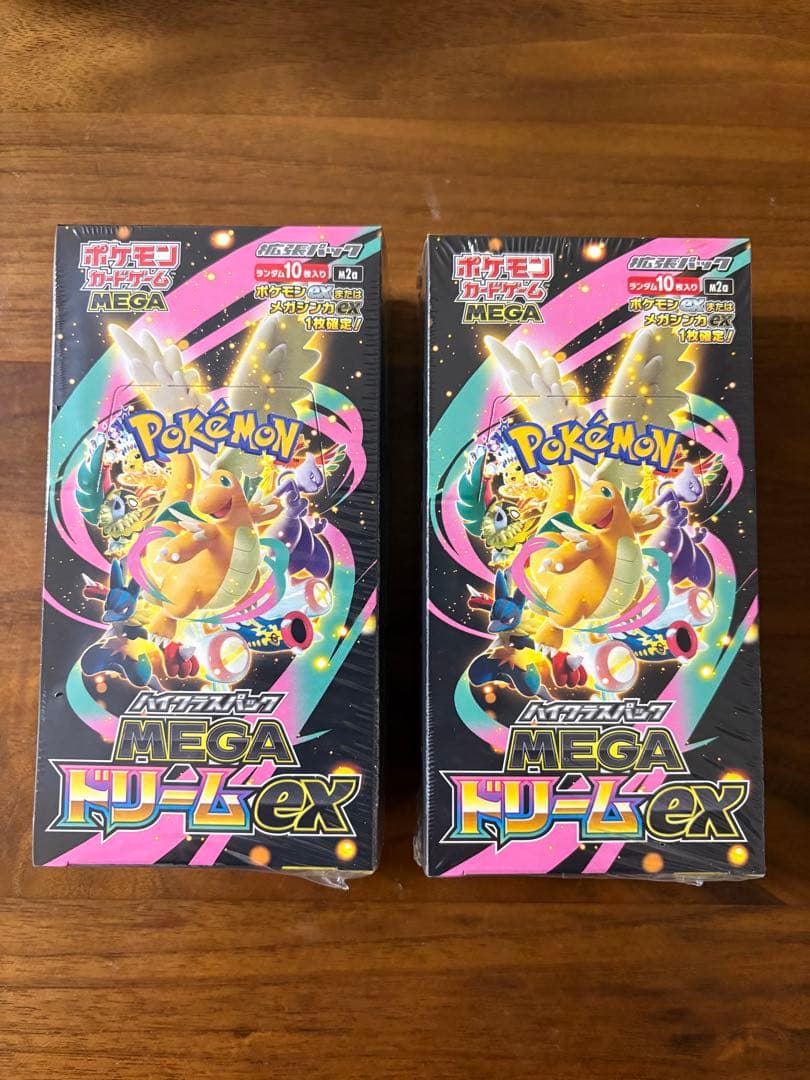 ポケモン
カードゲーム
MEGA
拡張パック
ランダム10枚入り
M2a
ポケモンexまたは
メガシンカex
1枚確定!
POKéMON
ハイクラスパック
MEGA
ドリームex
ポケモン
カードゲーム
MEGA
拡張パック
ランダム10枚入り
M2a
ポケモンexまたは
メガシンカex
1枚確定!
POKéMON
ハイクラスパック
MEGA
ドリームex